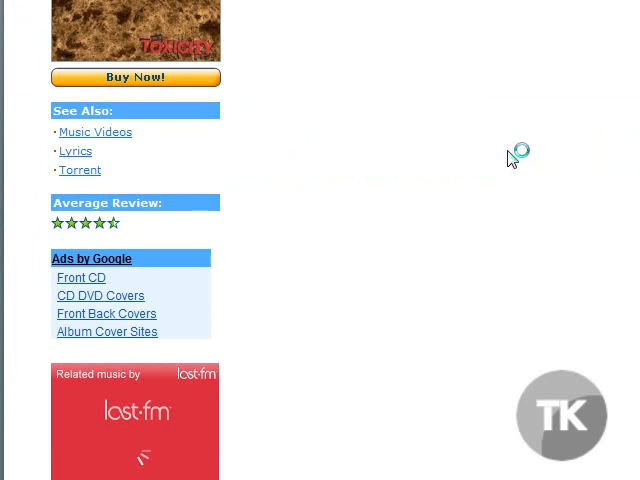 TOXICITY
Buy Now!
See Also:
Music Videos
Lyrics
Torrent
Average Review:
Ads by Google
Front CD
CD DVD Covers
Front Back Covers
Album Cover Sites
Related music by last.fm
last.fm
TK